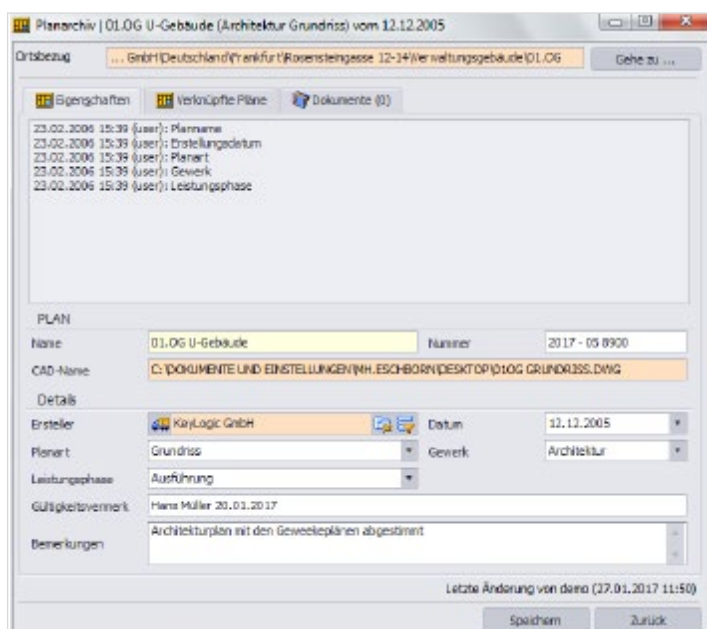 Planarchiv | 01.OG U-Gebäude (Architektur Grundriss) vom 12.12.2005
Ortsbezug ... GmbH\Deutschland\Frankfurt\Rosensteingasse 12-14\Verwaltungsgebäude\01.OG Gehe zu ...
Eigenschaften Verknüpfte Pläne Dokumente (0)
23.02.2006 15:39 (user): Planname
23.02.2006 15:39 (user): Erstellungsdatum
23.02.2006 15:39 (user): Planart
23.02.2006 15:39 (user): Gewerk
23.02.2006 15:39 (user): Leistungsphase
PLAN
Name 01.OG U-Gebäude Nummer 2017 - 05 8900
CAD-Name C:\DOKUMENTE UND EINSTELLUNGEN\MH.ESCHBORN\DESKTOP\01OG GRUNDRISS.DWG
Details
Ersteller KeyLogic GmbH Datum 12.12.2005
Planart Grundriss Gewerk Architektur
Leistungsphase Ausführung
Gültigkeitsvermerk Hans Müller 20.01.2017
Bemerkungen Architekturplan mit den Geweekeplänen abgestimmt
Letzte Änderung von demo (27.01.2017 11:50)
Speichern Zurück